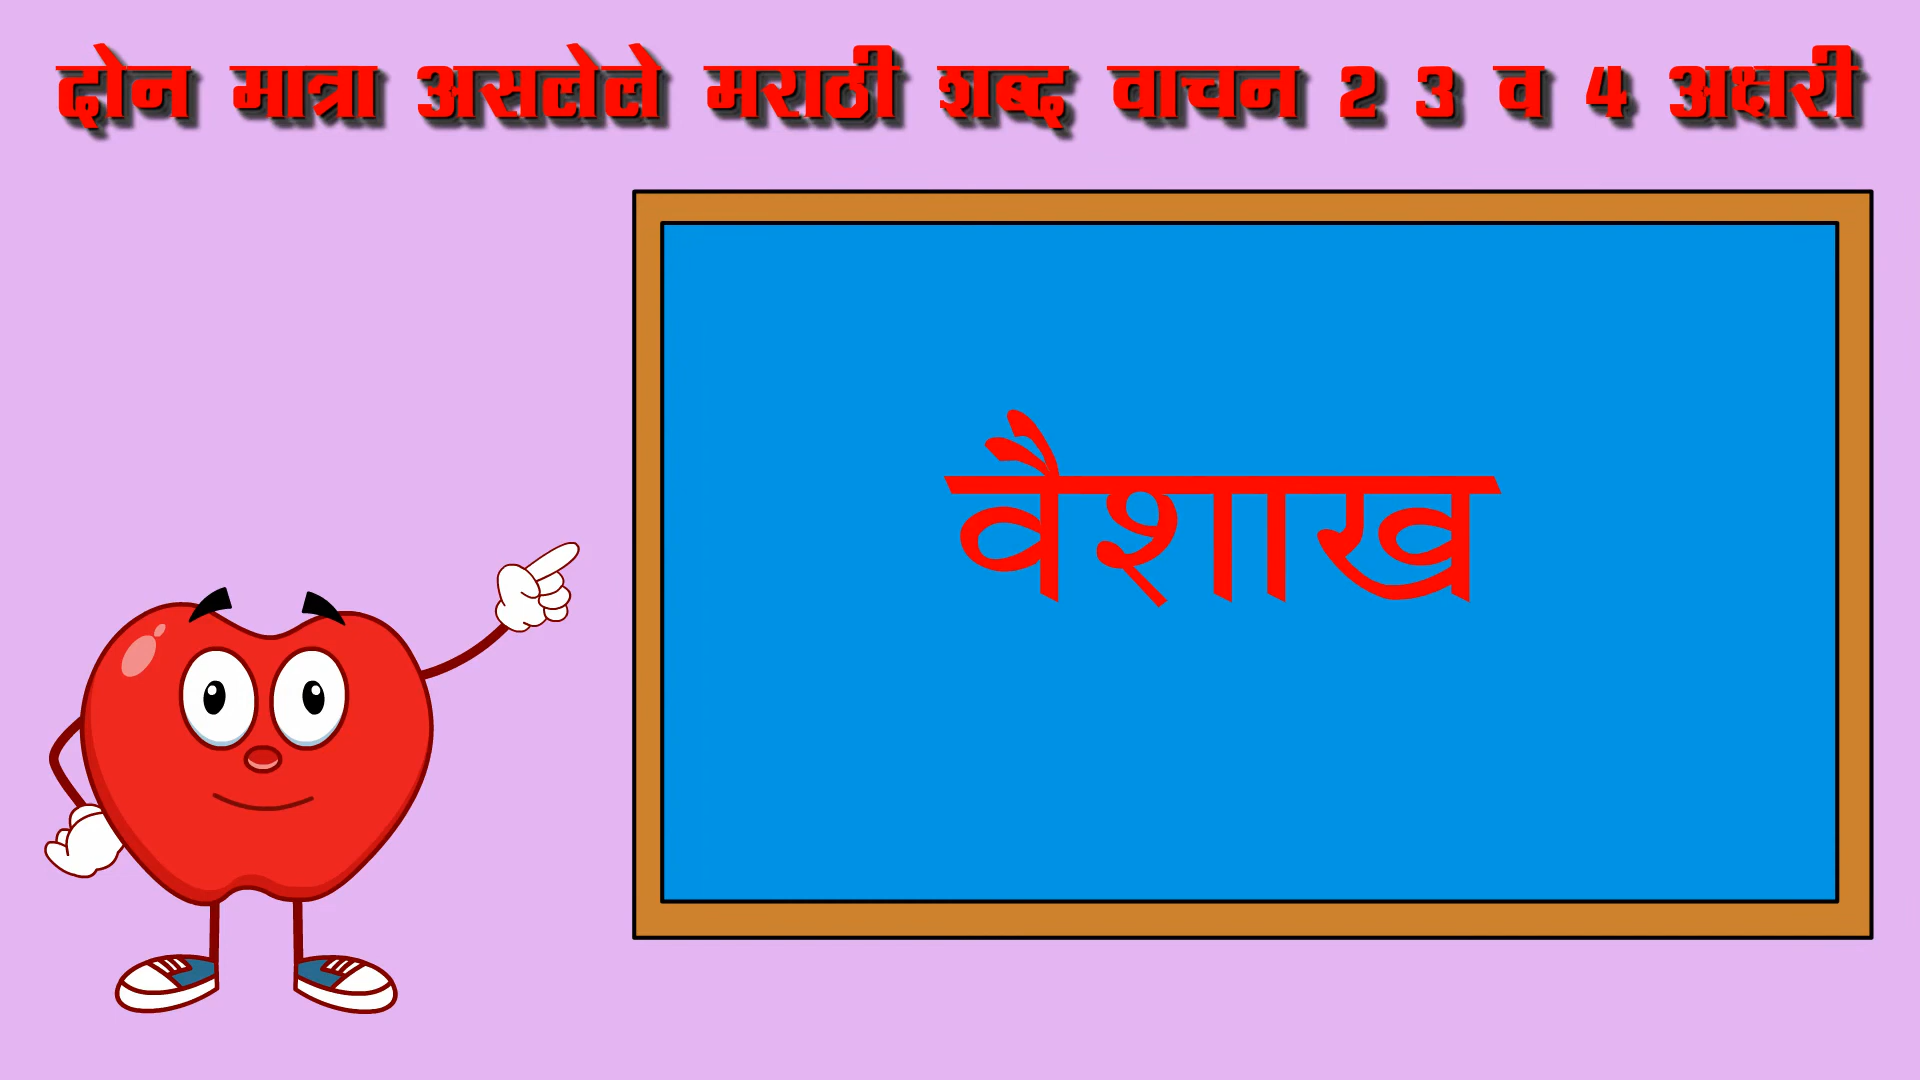 दोन मात्रा असलेले मराठी शब्द वाचन 2 3 व 4 अक्षरी
वैशाख